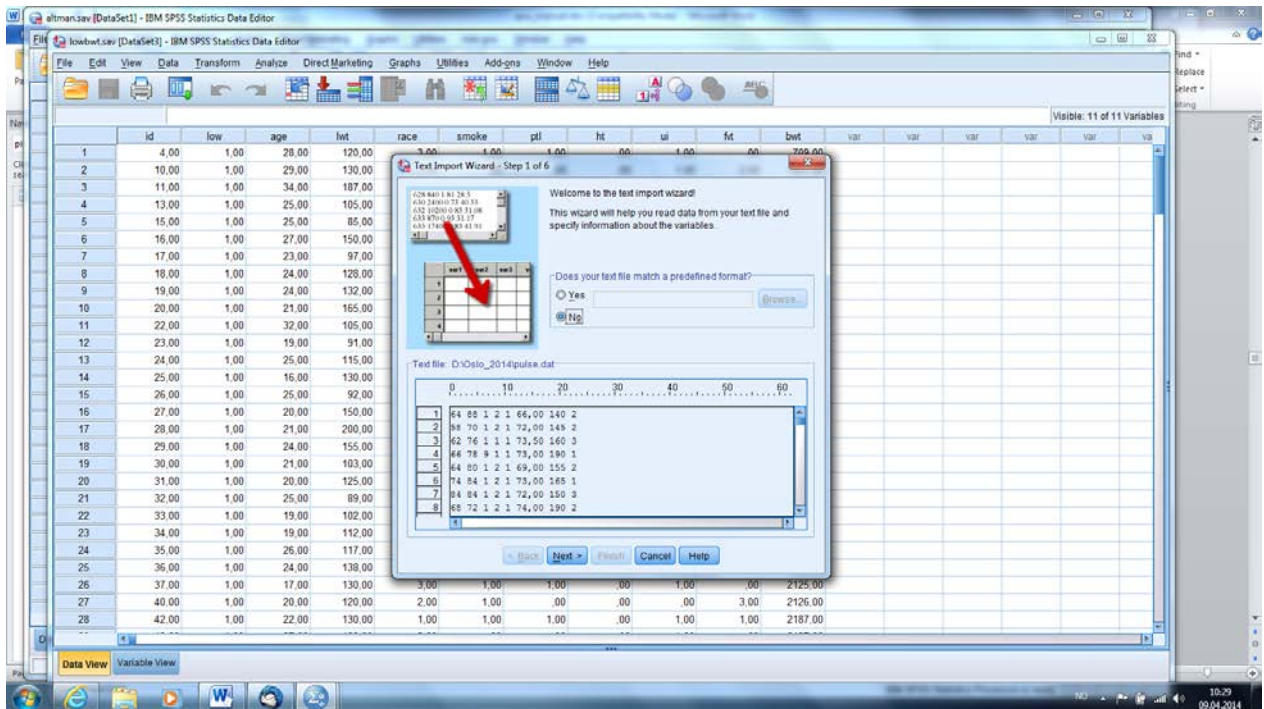 altman.sav [DataSet1] - IBM SPSS Statistics Data Editor
lowbwt.sav [DataSet3] - IBM SPSS Statistics Data Editor
File Edit View Data Transform Analyze Direct Marketing Graphs Utilities Add-ons Window Help
Visible: 11 of 11 Variables
id low age lwt race smoke ptl ht ui fvt bwt var var var var var va
1 4,00 1,00 28,00 120,00 3,00 1,00 1,00 ,00 1,00 ,00 709,00
2 10,00 1,00 29,00 130,00
3 11,00 1,00 34,00 187,00
4 13,00 1,00 25,00 105,00
5 15,00 1,00 25,00 85,00
6 16,00 1,00 27,00 150,00
7 17,00 1,00 23,00 97,00
8 18,00 1,00 24,00 128,00
9 19,00 1,00 24,00 132,00
10 20,00 1,00 21,00 165,00
11 22,00 1,00 32,00 105,00
12 23,00 1,00 19,00 91,00
13 24,00 1,00 25,00 115,00
14 25,00 1,00 16,00 130,00
15 26,00 1,00 25,00 92,00
16 27,00 1,00 20,00 150,00
17 28,00 1,00 21,00 200,00
18 29,00 1,00 24,00 155,00
19 30,00 1,00 21,00 103,00
20 31,00 1,00 20,00 125,00
21 32,00 1,00 25,00 89,00
22 33,00 1,00 19,00 102,00
23 34,00 1,00 19,00 112,00
24 35,00 1,00 26,00 117,00
25 36,00 1,00 24,00 138,00
26 37,00 1,00 17,00 130,00 3,00 1,00 1,00 ,00 1,00 ,00 2125,00
27 40,00 1,00 20,00 120,00 2,00 1,00 ,00 ,00 ,00 3,00 2126,00
28 42,00 1,00 22,00 130,00 1,00 1,00 1,00 ,00 1,00 1,00 2187,00
Text Import Wizard - Step 1 of 6
Welcome to the text import wizard!
This wizard will help you read data from your text file and
specify information about the variables.
var1 var2 var3 v
1
2
3
4
Does your text file match a predefined format?
Yes
Browse...
No
Text file: D:\Oslo_2014\pulse.dat
0 10 20 30 40 50 60
1 64 88 1 2 1 66,00 140 2
2 58 70 1 2 1 72,00 145 2
3 62 76 1 1 1 73,50 160 3
4 66 78 9 1 1 73,00 190 1
5 64 80 1 2 1 69,00 155 2
6 74 84 1 2 1 73,00 165 1
7 84 84 1 2 1 72,00 150 3
8 68 72 1 2 1 74,00 190 2
< Back Next > Finish Cancel Help
Data View Variable View
Find
Replace
Select
NO
10:29
09.04.2014